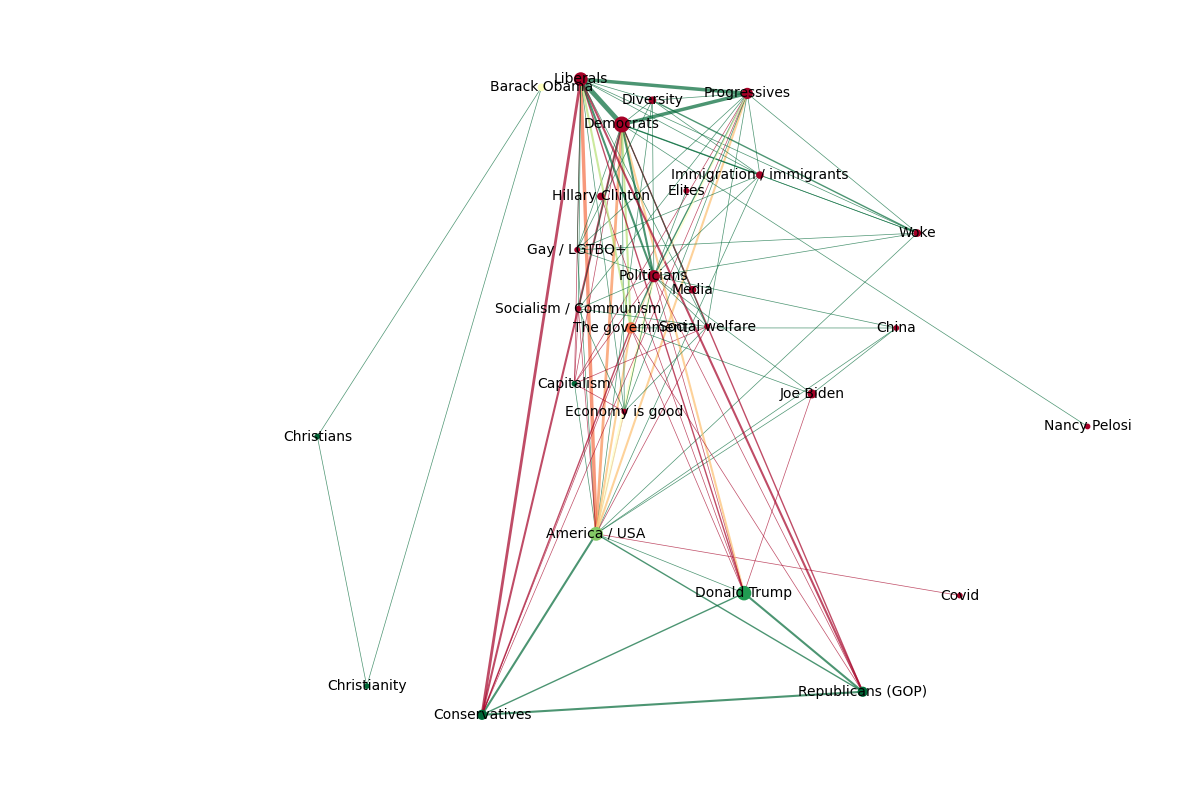 Liberals
Barack Obama
Progressives
Diversity
Democrats
Immigration / immigrants
Elites
Hillary Clinton
Woke
Gay / LGTBQ+
Politicians
Media
Socialism / Communism
The government
Social welfare
China
Capitalism
Joe Biden
Economy is good
Nancy Pelosi
Christians
America / USA
Donald Trump
Covid
Christianity
Republicans (GOP)
Conservatives